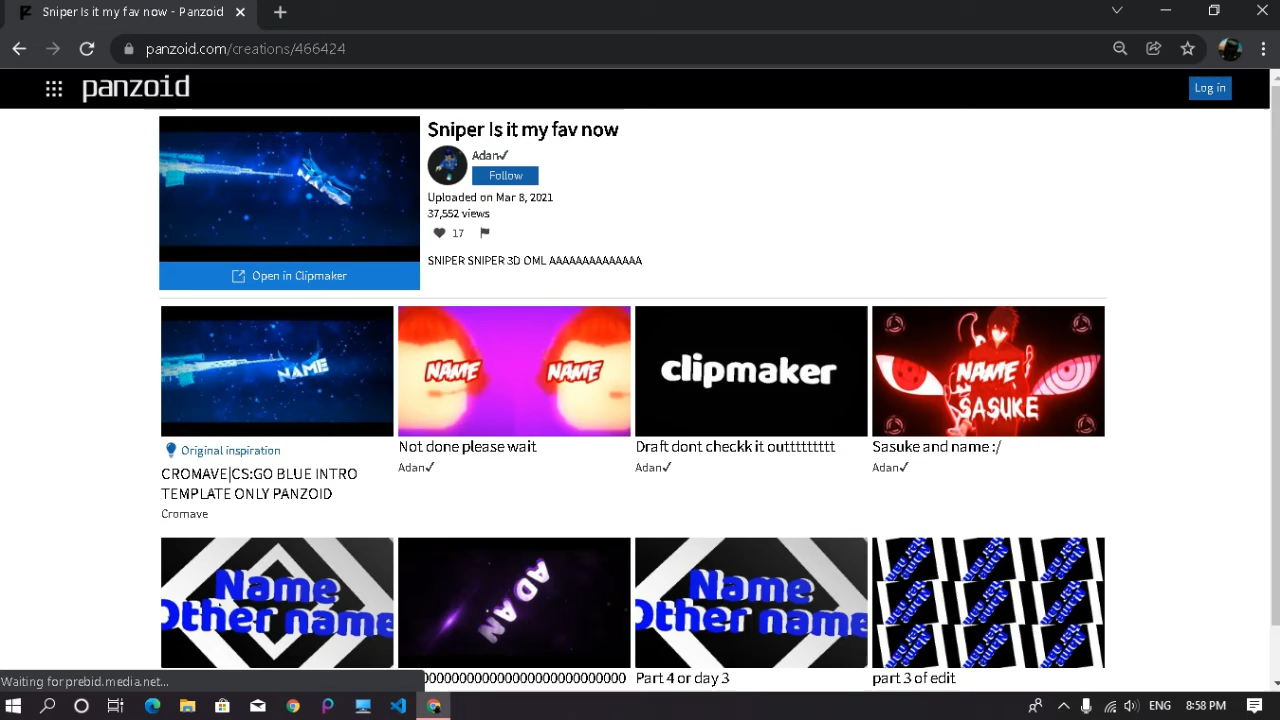 Sniper Is it my fav now - Panzoid
panzoid.com/creations/466424
panzoid
Log in
Sniper Is it my fav now
Adan✓
Follow
Uploaded on Mar 8, 2021
37,552 views
17
SNIPER SNIPER 3D OML AAAAAAAAAAAAAA
Open in Clipmaker
NAME
NAME NAME
clipmaker
NAME
SASUKE
Original inspiration
CROMAVE|CS:GO BLUE INTRO
TEMPLATE ONLY PANZOID
Cromave
Not done please wait
Adan✓
Draft dont checkk it outttttttt
Adan✓
Sasuke and name :/
Adan✓
Name
Other name
ADAN
Name
Other name
Part 4 or day 3
part 3 of edit
Waiting for prebid.media.net...
ENG
8:58 PM